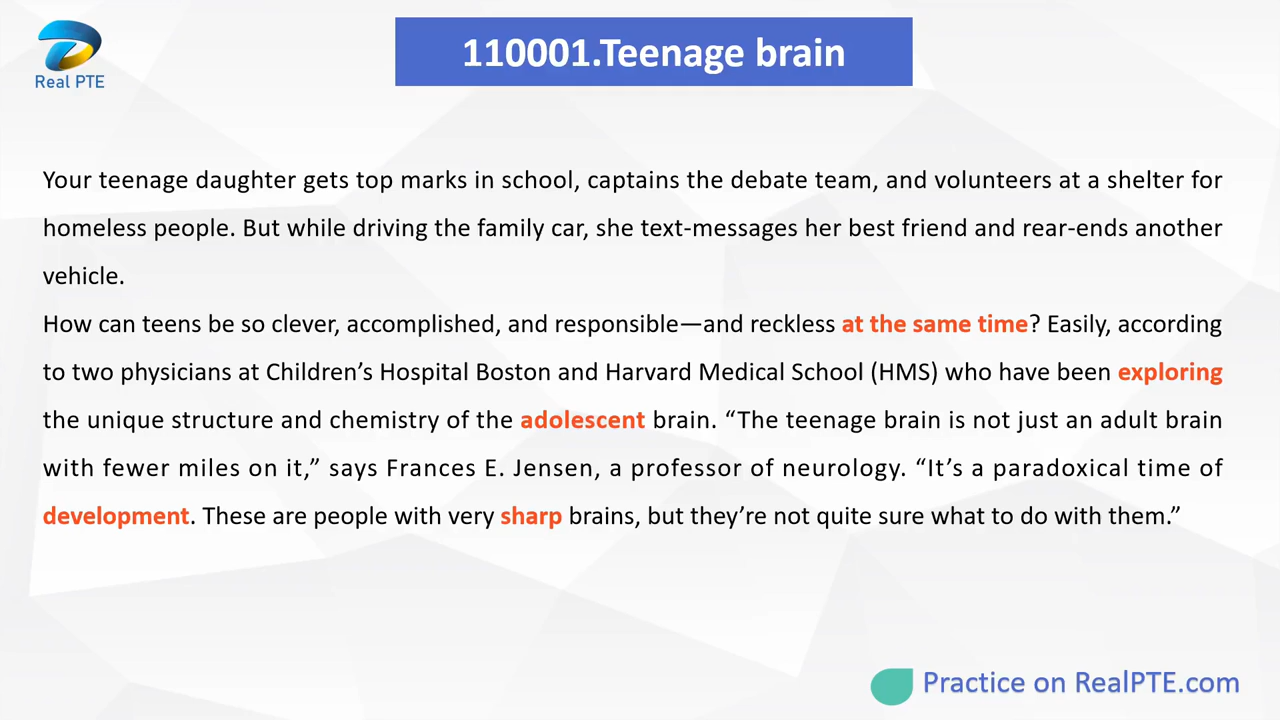 110001.Teenage brain
Real PTE
Your teenage daughter gets top marks in school, captains the debate team, and volunteers at a shelter for
homeless people. But while driving the family car, she text-messages her best friend and rear-ends another
vehicle.
How can teens be so clever, accomplished, and responsible—and reckless at the same time? Easily, according
to two physicians at Children’s Hospital Boston and Harvard Medical School (HMS) who have been exploring
the unique structure and chemistry of the adolescent brain. “The teenage brain is not just an adult brain
with fewer miles on it,” says Frances E. Jensen, a professor of neurology. “It’s a paradoxical time of
development. These are people with very sharp brains, but they’re not quite sure what to do with them.”
Practice on RealPTE.com